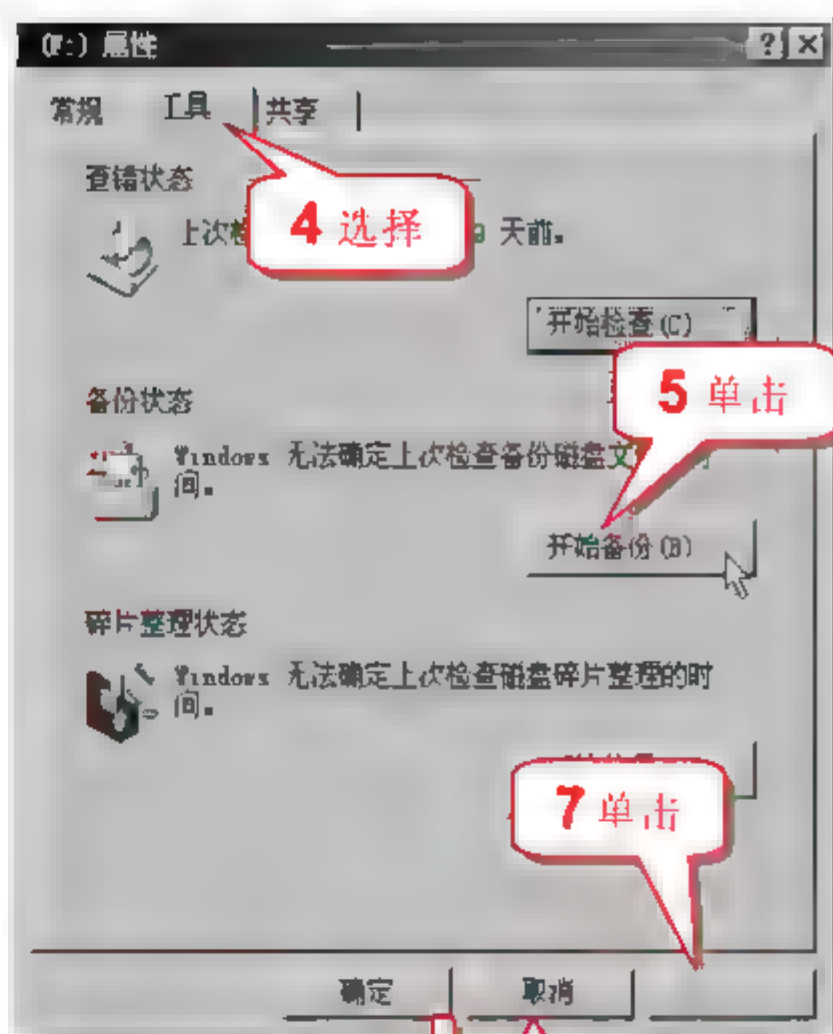 (F:) 属性
常规 工具 共享
查错状态
4 选择
上次检 天前。
开始检查(C)
5 单击
备份状态
Windows 无法确定上次检查备份磁盘文
间。
开始备份(B)
碎片整理状态
Windows 无法确定上次检查磁盘碎片整理的时
间。
7 单击
确定 取消